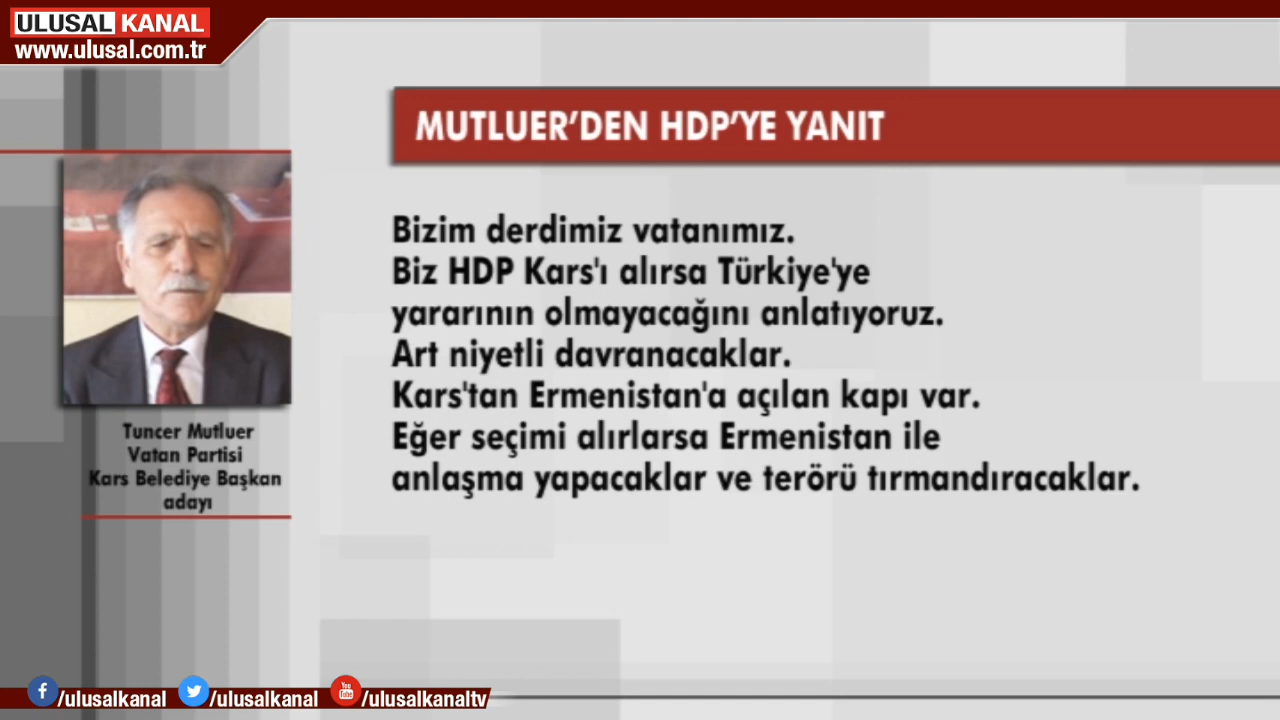 ULUSAL KANAL
www.ulusal.com.tr
MUTLUER’DEN HDP’YE YANIT
Bizim derdimiz vatanımız.
Biz HDP Kars'ı alırsa Türkiye'ye
yararının olmayacağını anlatıyoruz.
Art niyetli davranacaklar.
Kars'tan Ermenistan'a açılan kapı var.
Eğer seçimi alırlarsa Ermenistan ile
anlaşma yapacaklar ve terörü tırmandıracaklar.
Tuncer Mutluer
Vatan Partisi
Kars Belediye Başkan
adayı
/ulusalkanal /ulusalkanal You Tube /ulusalkanaltv